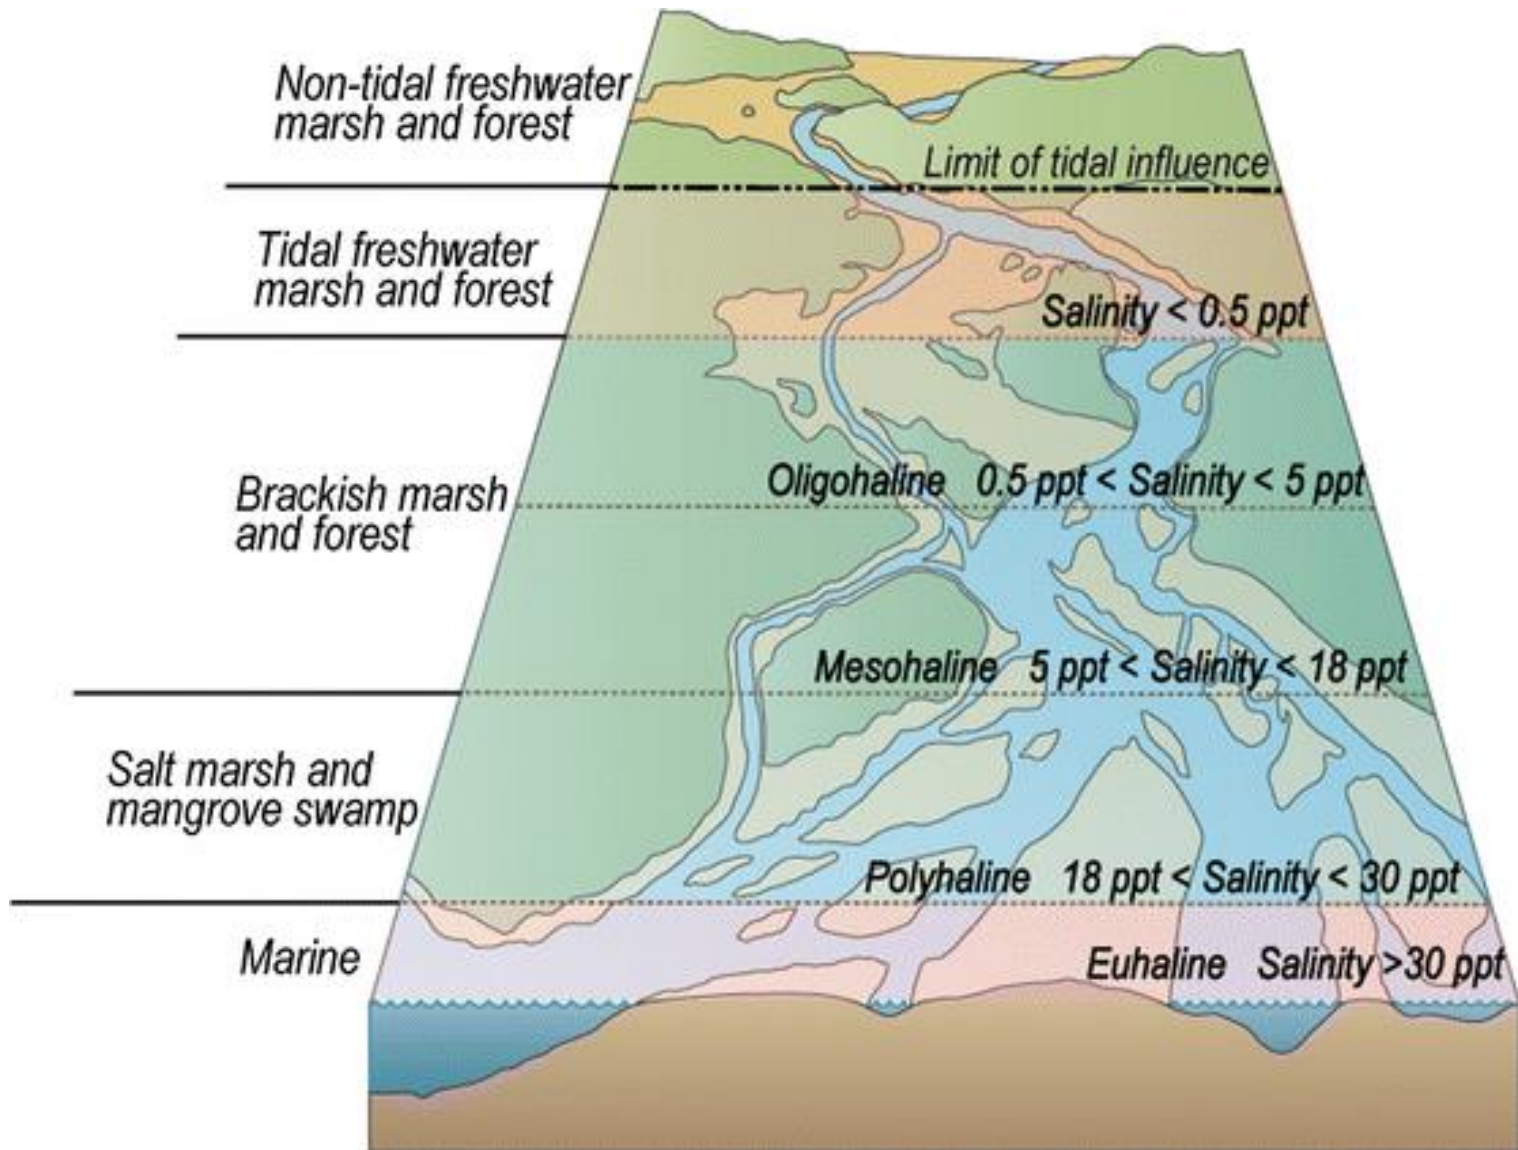 Non-tidal freshwater
marsh and forest
Limit of tidal influence
Tidal freshwater
marsh and forest
Salinity < 0.5 ppt
Oligohaline 0.5 ppt < Salinity < 5 ppt
Brackish marsh
and forest
Mesohaline 5 ppt < Salinity < 18 ppt
Salt marsh and
mangrove swamp
Polyhaline 18 ppt < Salinity < 30 ppt
Marine
Euhaline Salinity >30 ppt